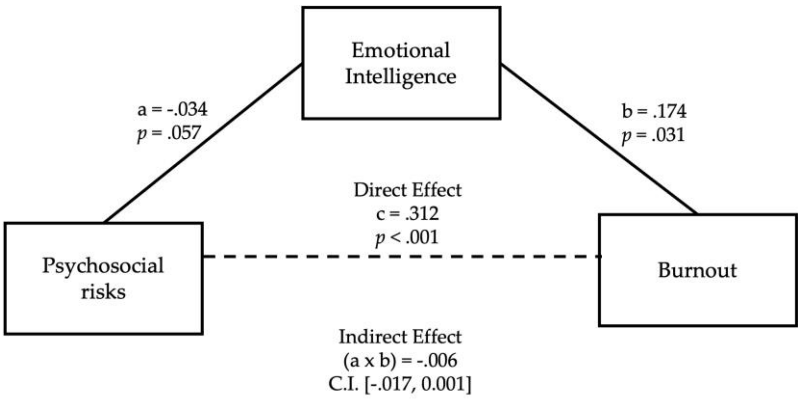 Emotional
Intelligence
a = -.034
p = .057
b = .174
p = .031
Direct Effect
c = .312
p < .001
Psychosocial
risks
Burnout
Indirect Effect
(a x b) = -.006
C.I. [-.017, 0.001]